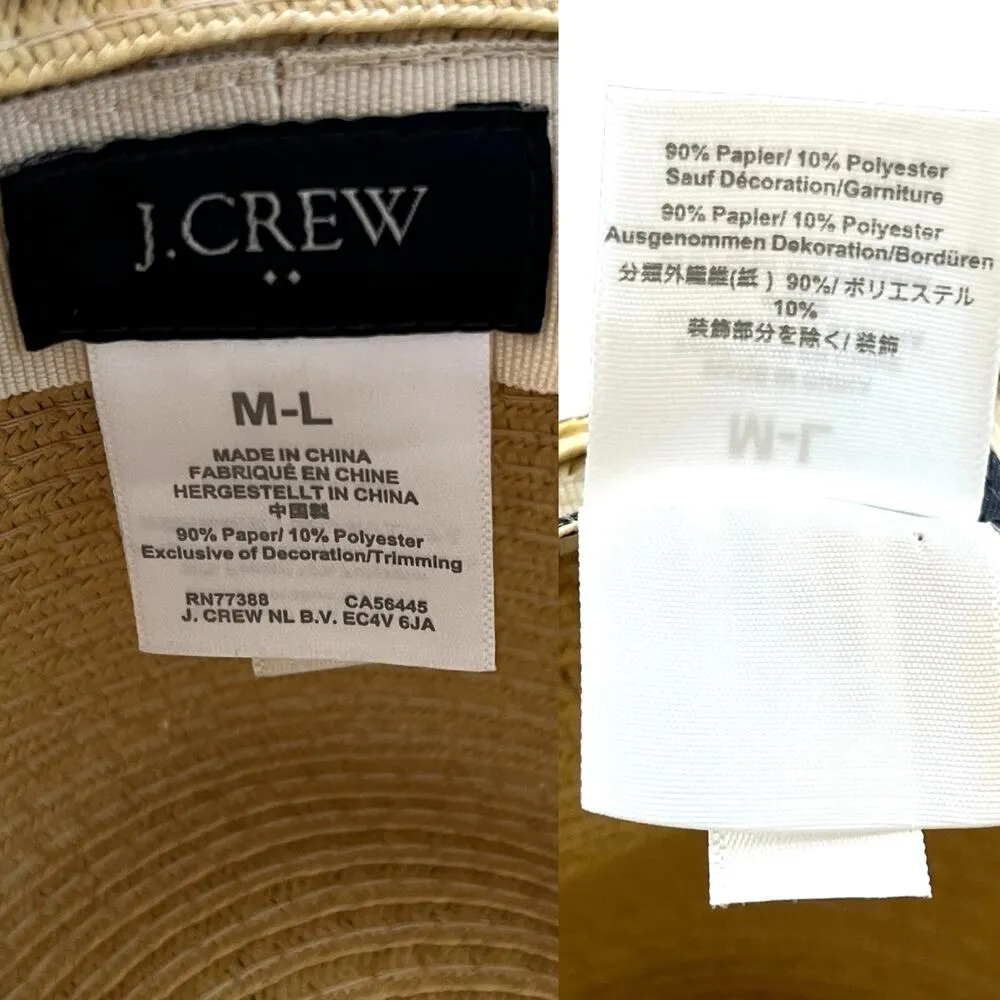 J.CREW
M-L
MADE IN CHINA
FABRIQUÉ EN CHINE
HERGESTELLT IN CHINA
中国製
90% Paper/ 10% Polyester
Exclusive of Decoration/Trimming
RN77388 CA56445
J. CREW NL B.V. EC4V 6JA
90% Papier/ 10% Polyester
Sauf Décoration/Garniture
90% Papier/ 10% Polyester
Ausgenommen Dekoration/Bordüren
分類外繊維(紙) 90%/ ポリエステル
10%
装飾部分を除く/ 装飾
M-L